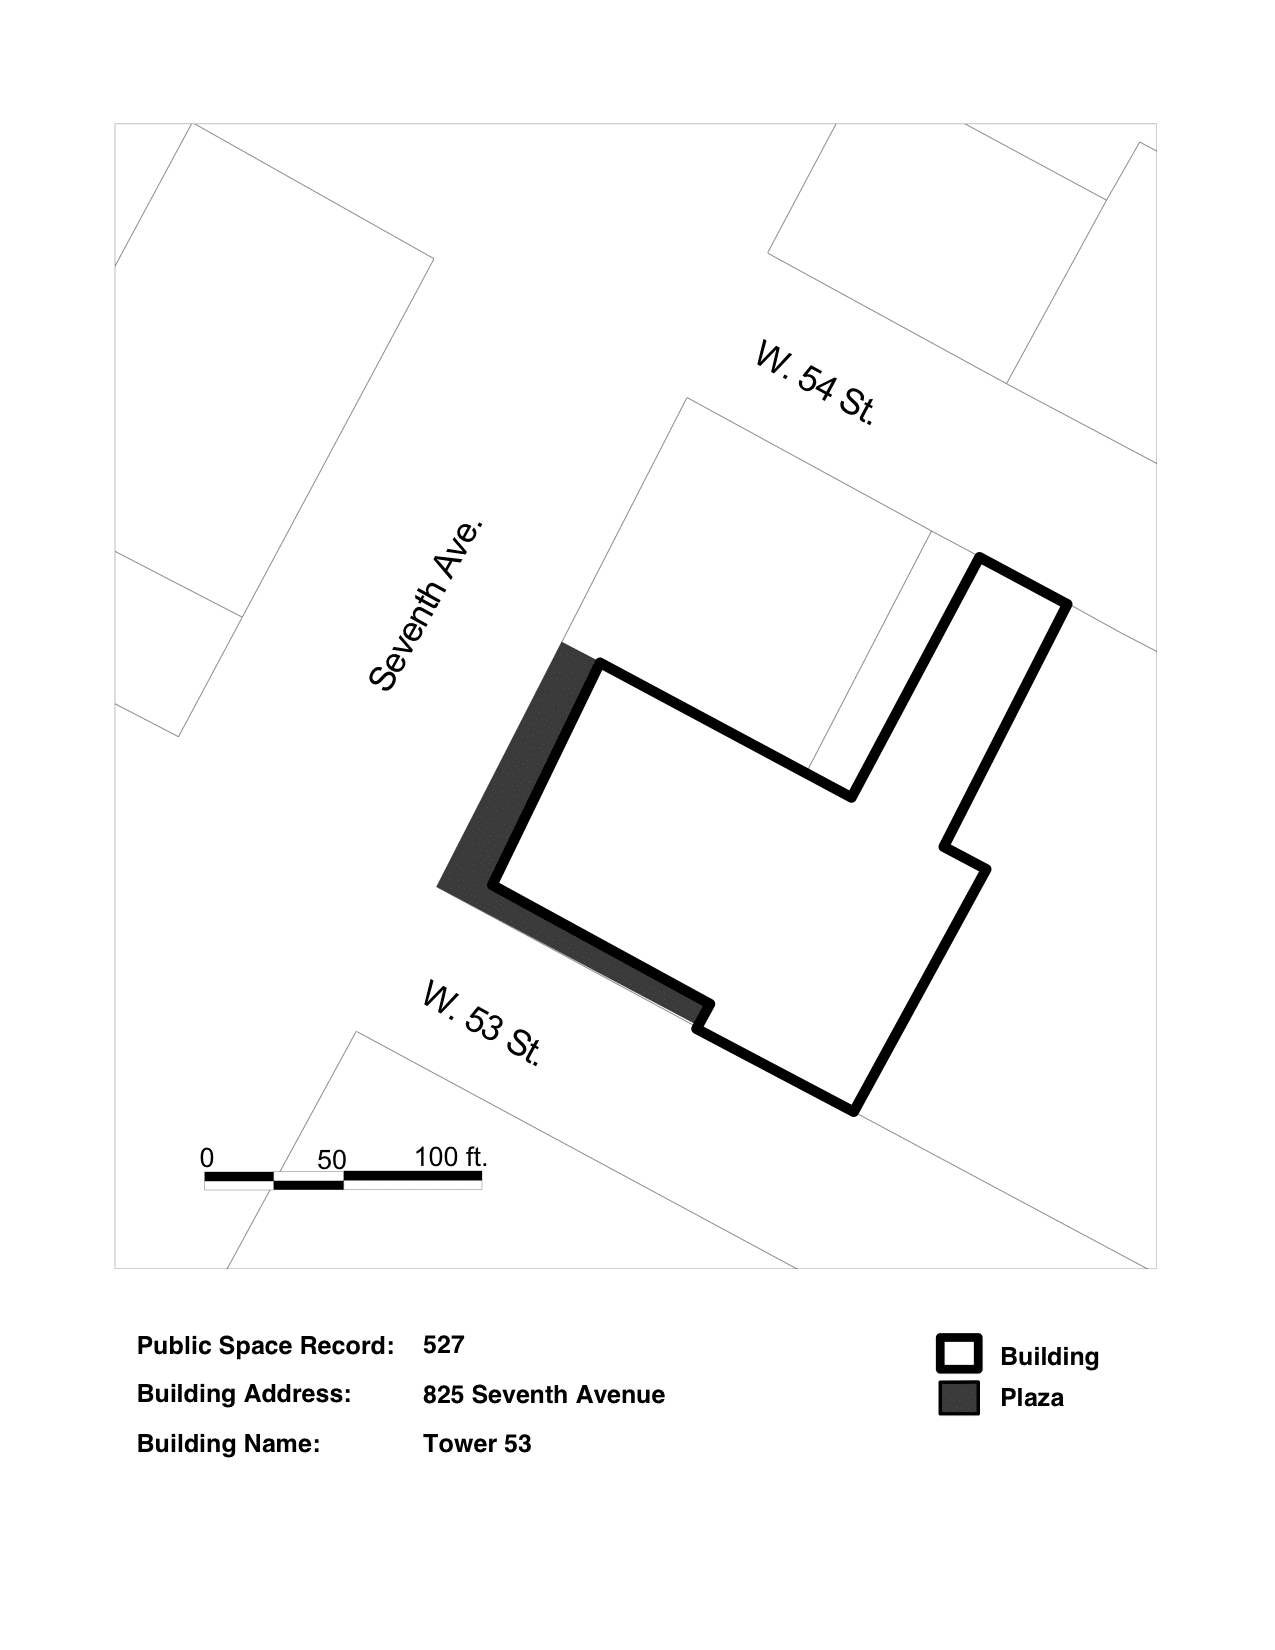 W. 54 St.
Seventh Ave.
W. 53 St.
0 50 100 ft.
Public Space Record: 527
Building Address: 825 Seventh Avenue
Building Name: Tower 53
Building
Plaza